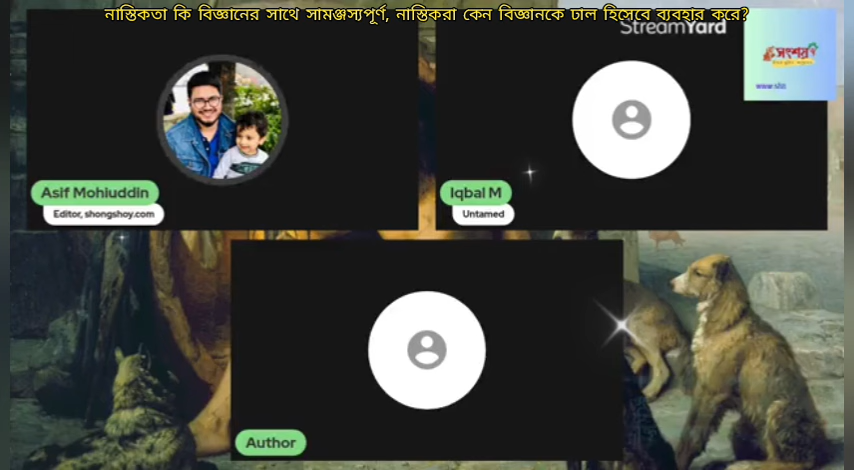 নাস্তিকতা কি বিজ্ঞানের সাথে সামঞ্জস্যপূর্ণ, নাস্তিকরা কেন বিজ্ঞানকে ঢাল হিসেবে ব্যবহার করে?
StreamYard
সংশয়
Asif Mohiuddin
Editor, shongshoy.com
Iqbal M
Untamed
Author